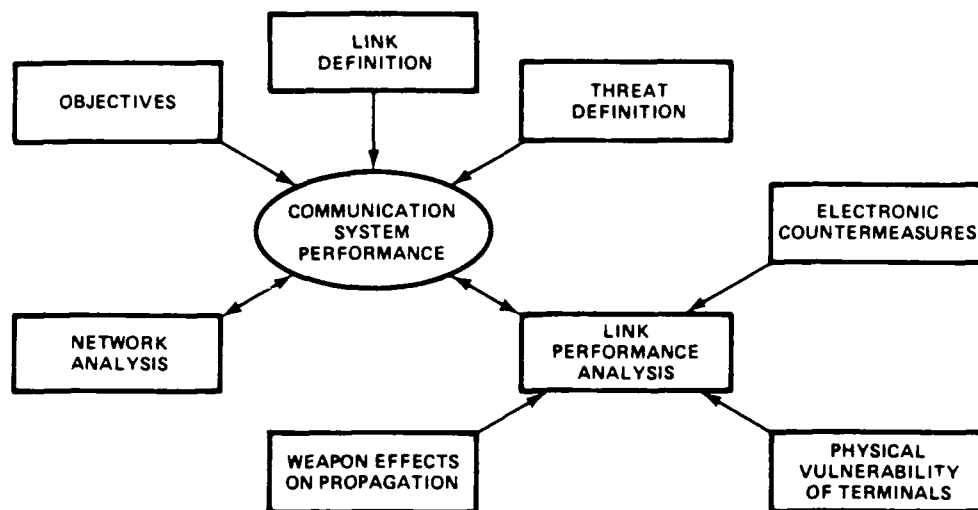 LINK
DEFINITION
OBJECTIVES
THREAT
DEFINITION
COMMUNICATION
SYSTEM
PERFORMANCE
ELECTRONIC
COUNTERMEASURES
NETWORK
ANALYSIS
LINK
PERFORMANCE
ANALYSIS
WEAPON EFFECTS
ON PROPAGATION
PHYSICAL
VULNERABILITY
OF TERMINALS